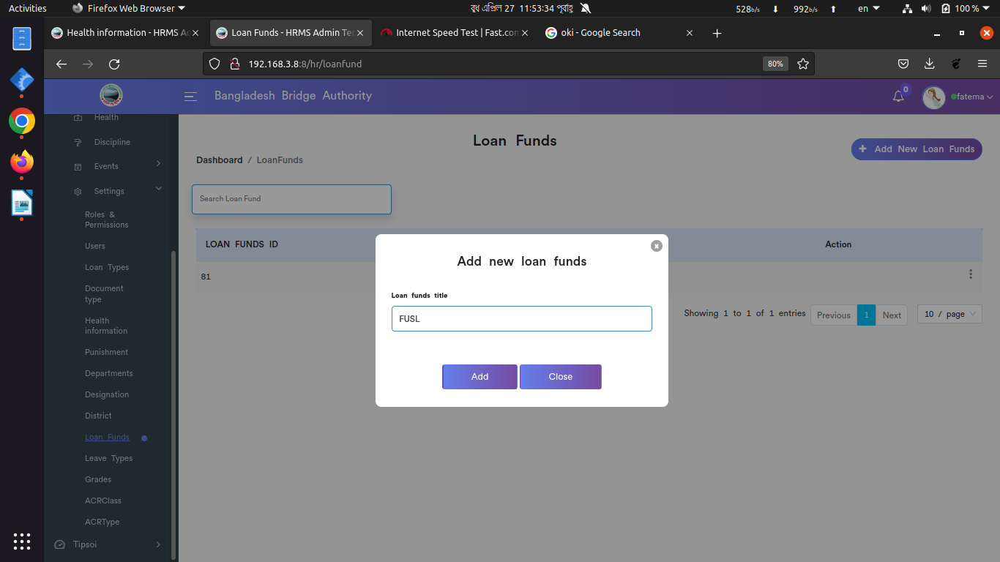 Activities
Firefox Web Browser
বুধ এপ্রিল 27 11:53:34 পূর্বাহ্ণ
528b/s
992b/s
en
100 %
Health information - HRMS Ac
Loan Funds - HRMS Admin Te
Internet Speed Test | Fast.com
oki - Google Search
192.168.3.8:8/hr/loanfund
80%
Bangladesh Bridge Authority
0
fatema
Health
Discipline
Events
Settings
Roles &
Permissions
Users
Loan Types
Document
type
Health
information
Punishment
Departments
Designation
District
Loan Funds
Leave Types
Grades
ACRClass
ACRType
Tipsoi
Loan Funds
Dashboard / LoanFunds
+ Add New Loan Funds
Search Loan Fund
LOAN FUNDS ID
Action
81
Showing 1 to 1 of 1 entries
Previous
1
Next
10 / page
Add new loan funds
Loan funds title
FUSL
Add
Close